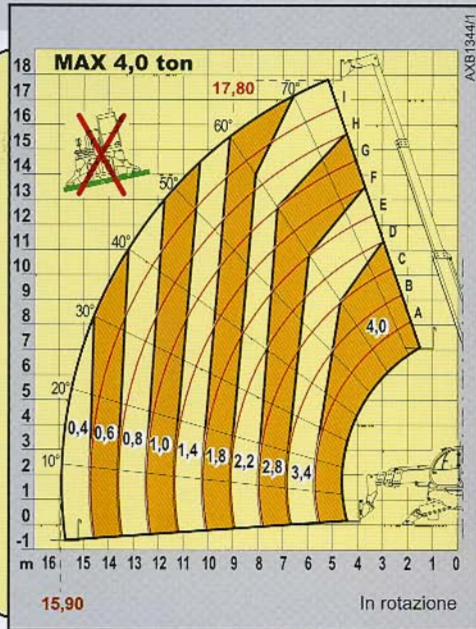 AXB1344/1
MAX 4,0 ton
17,80
18
17
16
15
14
13
12
11
10
9
8
7
6
5
4
3
2
1
0
-1
70°
60°
50°
40°
30°
20°
10°
I
H
G
F
E
D
C
B
A
4,0
0,4 0,6 0,8 1,0 1,4 1,8 2,2 2,8 3,4
m 16 15 14 13 12 11 10 9 8 7 6 5 4 3 2 1 0
15,90
In rotazione